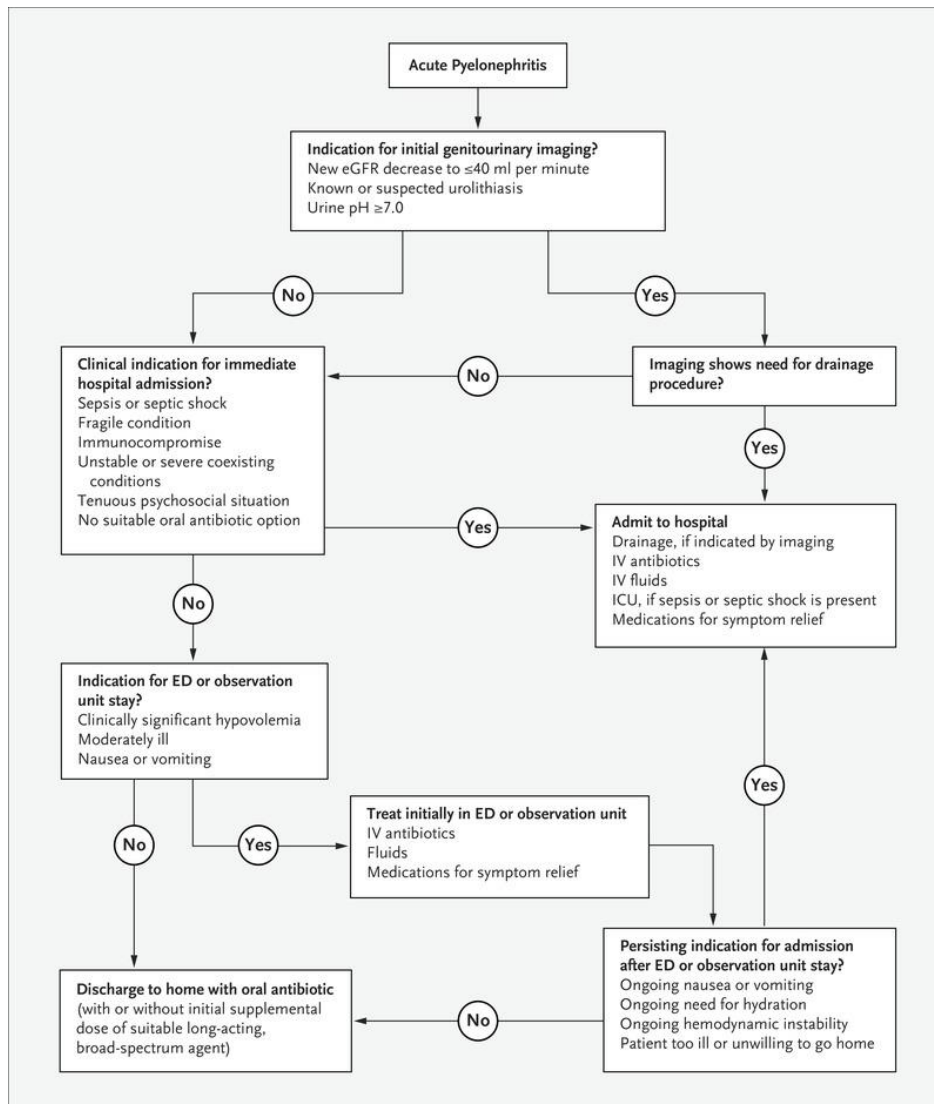 Acute Pyelonephritis
Indication for initial genitourinary imaging?
New eGFR decrease to ≤40 ml per minute
Known or suspected urolithiasis
Urine pH ≥7.0
No
Yes
Clinical indication for immediate
hospital admission?
Sepsis or septic shock
Fragile condition
Immunocompromise
Unstable or severe coexisting
conditions
Tenuous psychosocial situation
No suitable oral antibiotic option
No
Imaging shows need for drainage
procedure?
Yes
Yes
Admit to hospital
Drainage, if indicated by imaging
IV antibiotics
IV fluids
ICU, if sepsis or septic shock is present
Medications for symptom relief
No
Indication for ED or observation
unit stay?
Clinically significant hypovolemia
Moderately ill
Nausea or vomiting
No
Yes
Treat initially in ED or observation unit
IV antibiotics
Fluids
Medications for symptom relief
Yes
Persisting indication for admission
after ED or observation unit stay?
Ongoing nausea or vomiting
Ongoing need for hydration
Ongoing hemodynamic instability
Patient too ill or unwilling to go home
No
Discharge to home with oral antibiotic
(with or without initial supplemental
dose of suitable long-acting,
broad-spectrum agent)